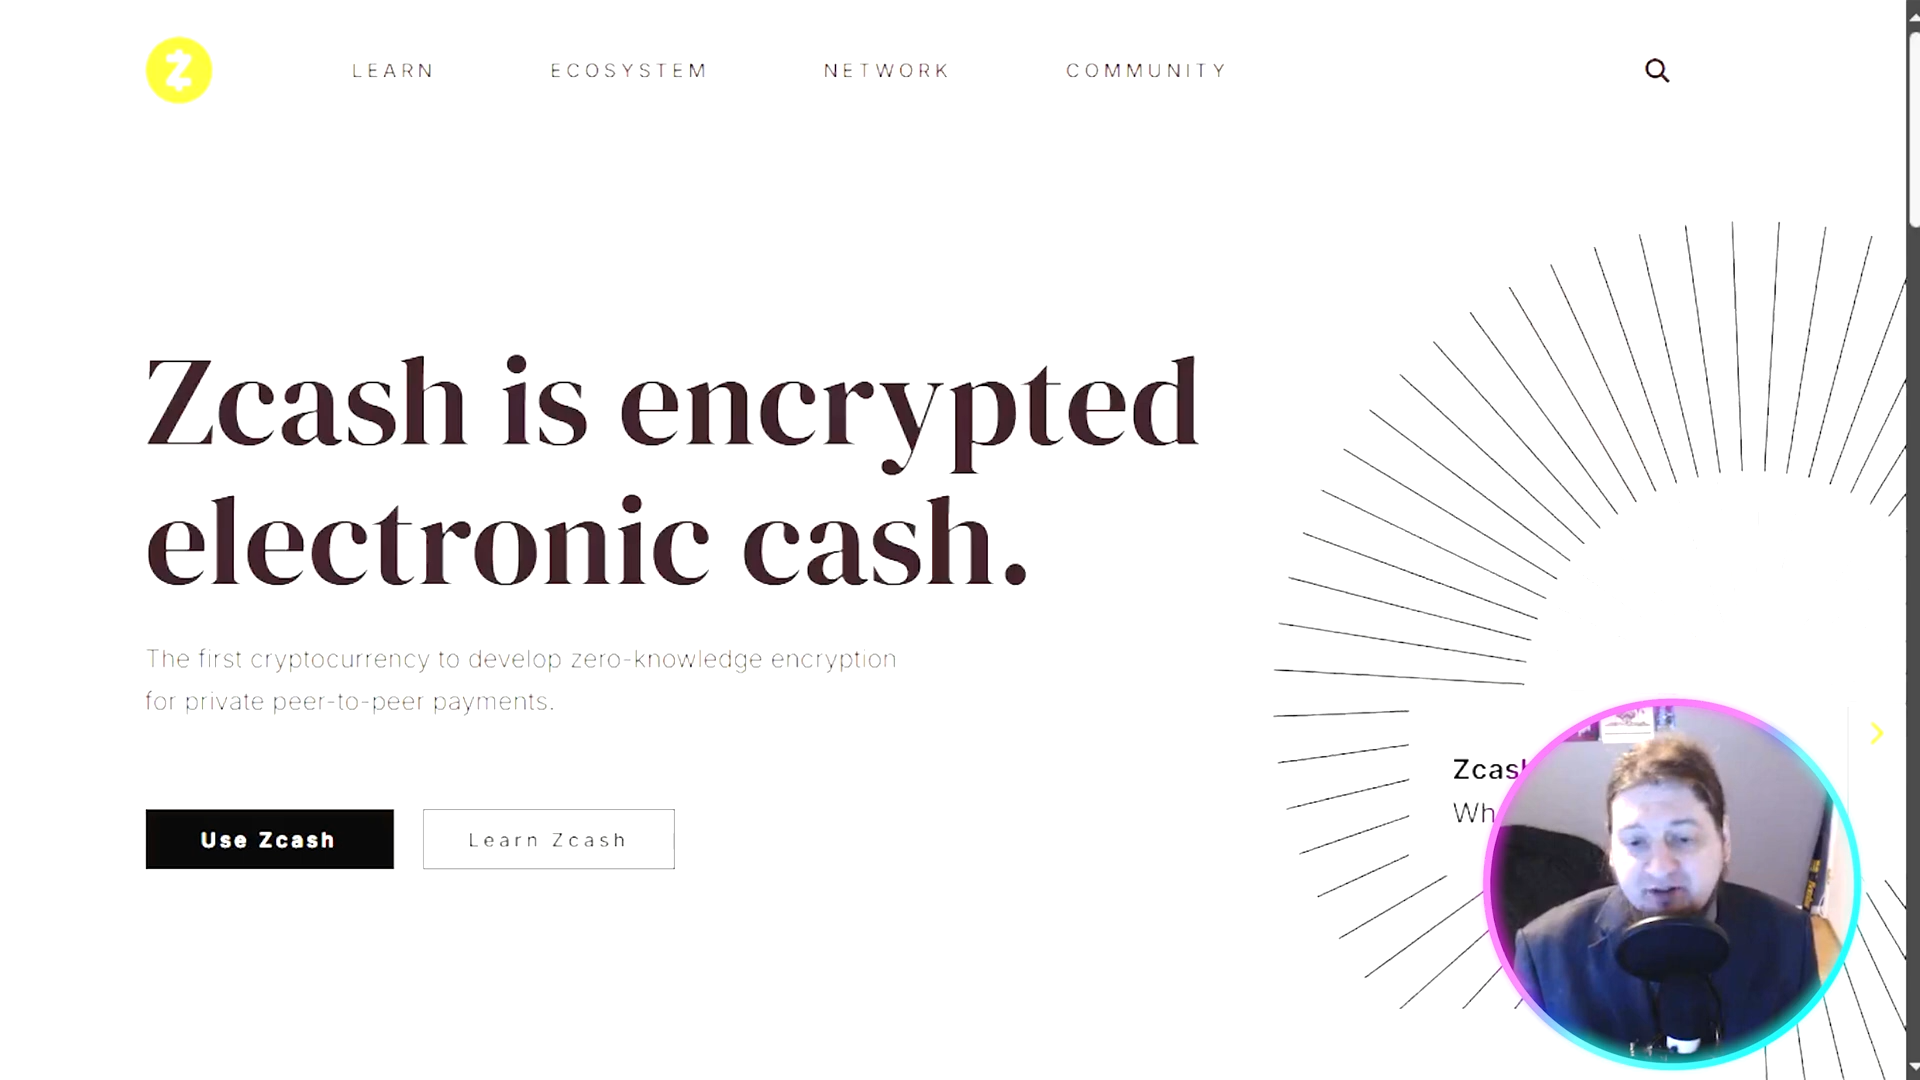 LEARN
ECOSYSTEM
NETWORK
COMMUNITY
Zcash is encrypted
electronic cash.
The first cryptocurrency to develop zero-knowledge encryption
for private peer-to-peer payments.
Use Zcash
Learn Zcash